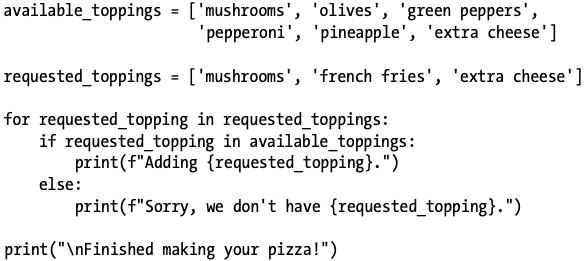 available_toppings = ['mushrooms', 'olives', 'green peppers',
                      'pepperoni', 'pineapple', 'extra cheese']

requested_toppings = ['mushrooms', 'french fries', 'extra cheese']

for requested_topping in requested_toppings:
    if requested_topping in available_toppings:
        print(f"Adding {requested_topping}.")
    else:
        print(f"Sorry, we don't have {requested_topping}.")

print("\nFinished making your pizza!")